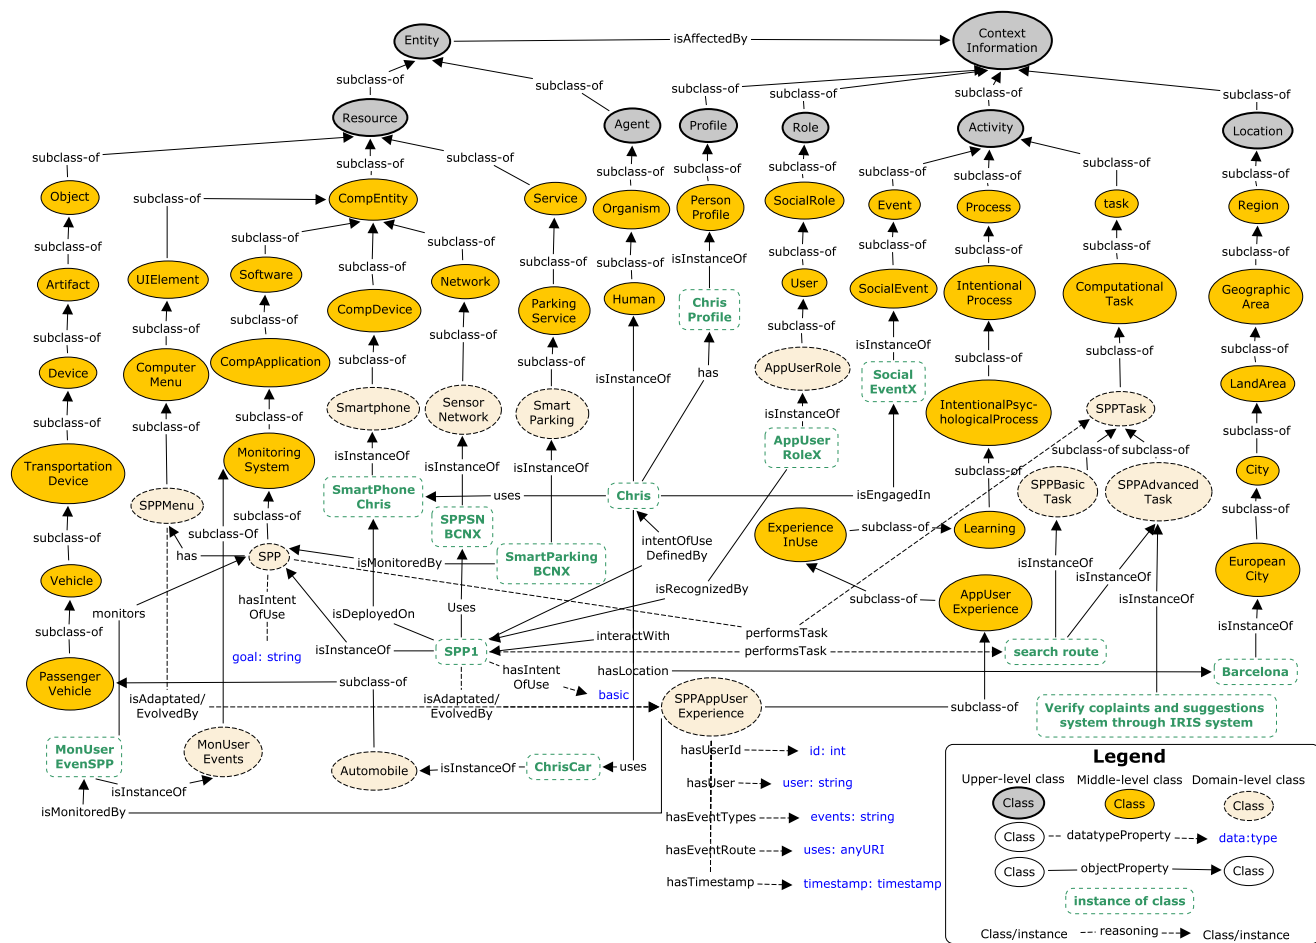 Entity
isAffectedBy
Context
Information
subclass-of
subclass-of
subclass-of
subclass-of
subclass-of
subclass-of
Resource
Agent
Profile
Role
Activity
Location
subclass-of
subclass-of
subclass-of
subclass-of
subclass-of
subclass-of
subclass-of
subclass-of
subclass-of
subclass-of
Object
subclass-of
CompEntity
Service
Organism
Person
Profile
SocialRole
Event
Process
task
Region
subclass-of
subclass-of
subclass-of
subclass-of
subclass-of
subclass-of
isInstanceOf
subclass-of
subclass-of
subclass-of
subclass-of
subclass-of
Artifact
UIElement
Software
CompDevice
Network
Parking
Service
Human
Chris
Profile
User
SocialEvent
Intentional
Process
Computational
Task
Geographic
Area
subclass-of
subclass-of
subclass-of
subclass-of
subclass-of
subclass-of
isInstanceOf
has
subclass-of
isInstanceOf
subclass-of
subclass-of
subclass-of
Device
Computer
Menu
CompApplication
Smartphone
Sensor
Network
Smart
Parking
AppUserRole
Social
EventX
IntentionalPsyc-
hologicalProcess
SPPTask
LandArea
subclass-of
subclass-of
subclass-of
isInstanceOf
isInstanceOf
isInstanceOf
isInstanceOf
subclass-of
subclass-of
subclass-of
subclass-of
Transportation
Device
Monitoring
System
AppUser
RoleX
City
SPPMenu
SmartPhone
Chris
uses
Chris
isEngagedIn
SPPBasic
Task
SPPAdvanced
Task
subclass-of
subclass-of
subclass-Of
SPPSN
BCNX
SmartParking
BCNX
intentOfUse
DefinedBy
Experience
InUse
subclass-of
Learning
subclass-of
has
SPP
isMonitoredBy
European
City
Vehicle
isInstanceOf
isInstanceOf
isRecognizedBy
subclass-of
AppUser
Experience
monitors
hasIntent
OfUse
isDeployedOn
Uses
isInstanceOf
subclass-of
interactWith
performsTask
performsTask
goal: string
isInstanceOf
SPP1
search route
Passenger
Vehicle
subclass-of
hasIntent
OfUse
hasLocation
Barcelona
isAdaptated/
EvolvedBy
isAdaptated/
EvolvedBy
basic
SPPAppUser
Experience
subclass-of
Verify coplaints and suggestions
system through IRIS system
MonUser
EvenSPP
MonUser
Events
Automobile
isInstanceOf
ChrisCar
uses
hasUserId
id: int
isInstanceOf
hasUser
user: string
isMonitoredBy
hasEventTypes
events: string
hasEventRoute
uses: anyURI
hasTimestamp
timestamp: timestamp
Legend
Upper-level class
Middle-level class
Domain-level class
Class
Class
Class
Class
datatypeProperty
data:type
Class
objectProperty
Class
instance of class
Class/instance
reasoning
Class/instance